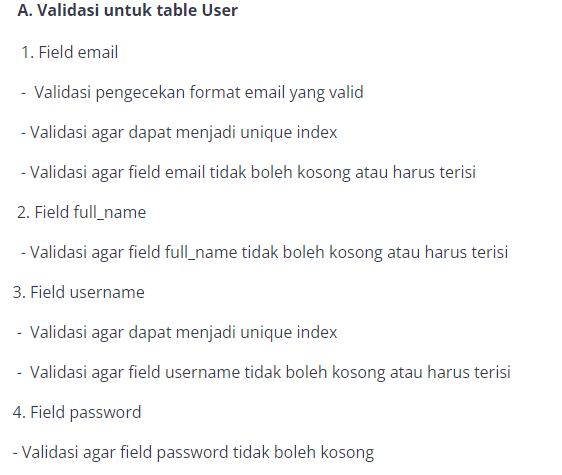 A. Validasi untuk table User
1. Field email
- Validasi pengecekan format email yang valid
- Validasi agar dapat menjadi unique index
- Validasi agar field email tidak boleh kosong atau harus terisi
2. Field full_name
- Validasi agar field full_name tidak boleh kosong atau harus terisi
3. Field username
- Validasi agar dapat menjadi unique index
- Validasi agar field username tidak boleh kosong atau harus terisi
4. Field password
- Validasi agar field password tidak boleh kosong